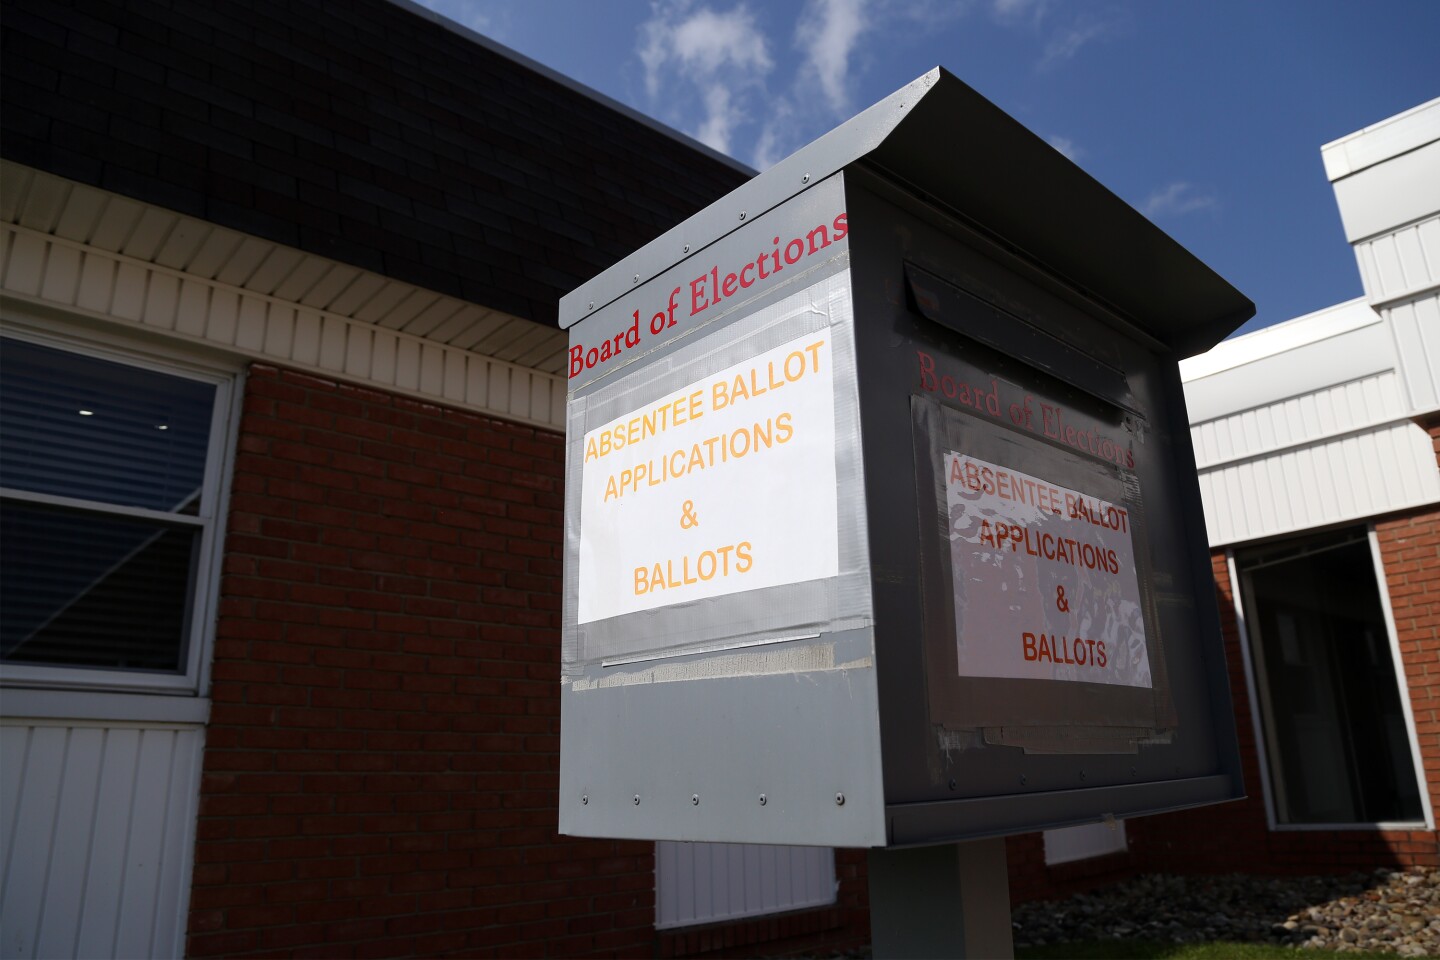 Board of Elections
ABSENTEE BALLOT
APPLICATIONS
&
BALLOTS
Board of Elections
ABSENTEE BALLOT
APPLICATIONS
&
BALLOTS